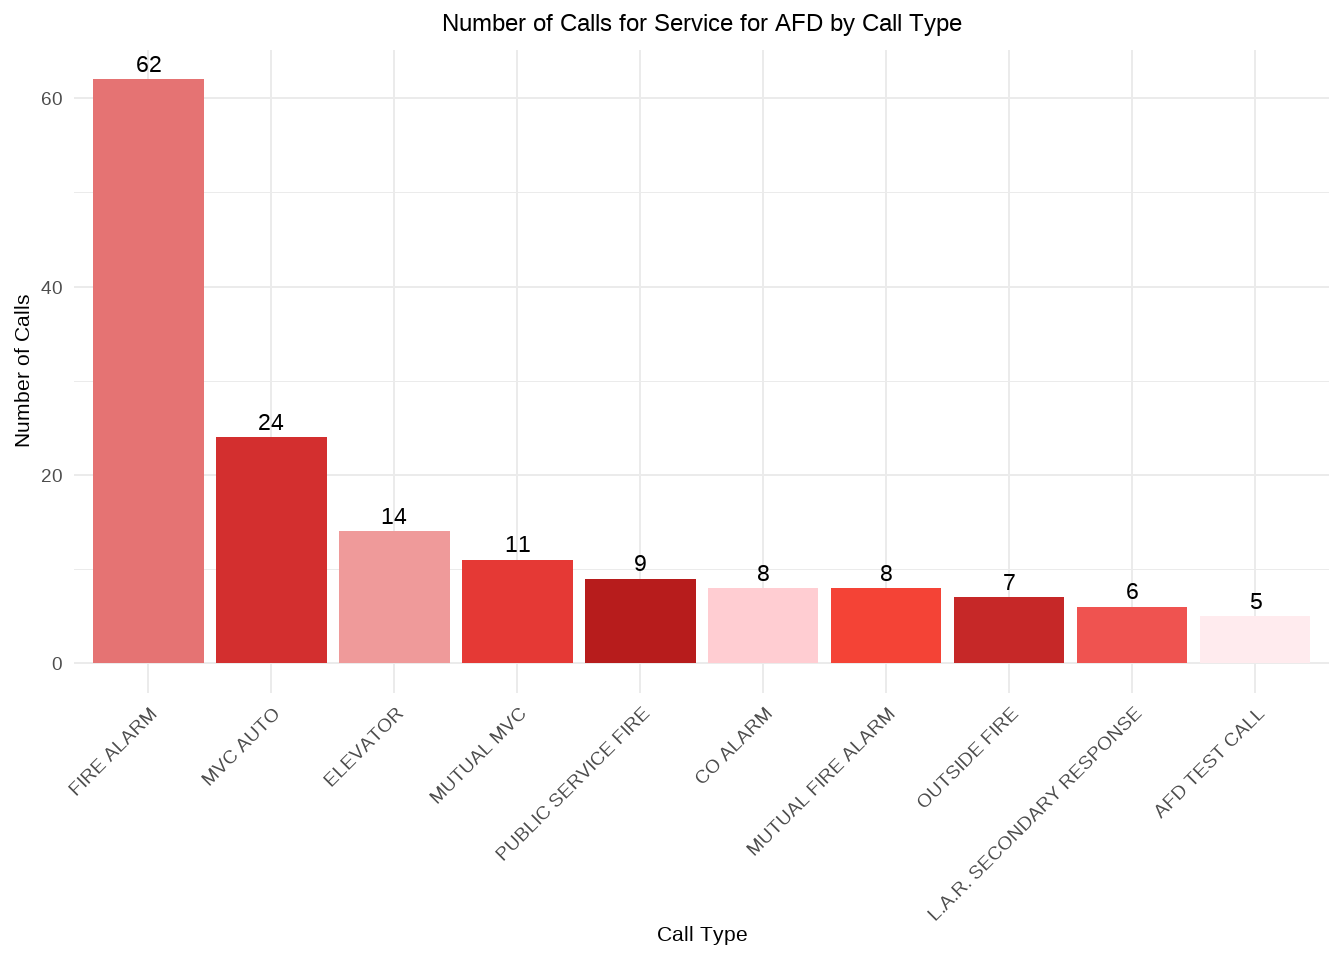 Number of Calls for Service for AFD by Call Type
Number of Calls
60
40
20
0
62
24
14
11
9
8
8
7
6
5
FIRE ALARM
MVC AUTO
ELEVATOR
MUTUAL MVC
PUBLIC SERVICE FIRE
CO ALARM
MUTUAL FIRE ALARM
OUTSIDE FIRE
L.A.R. SECONDARY RESPONSE
AFD TEST CALL
Call Type